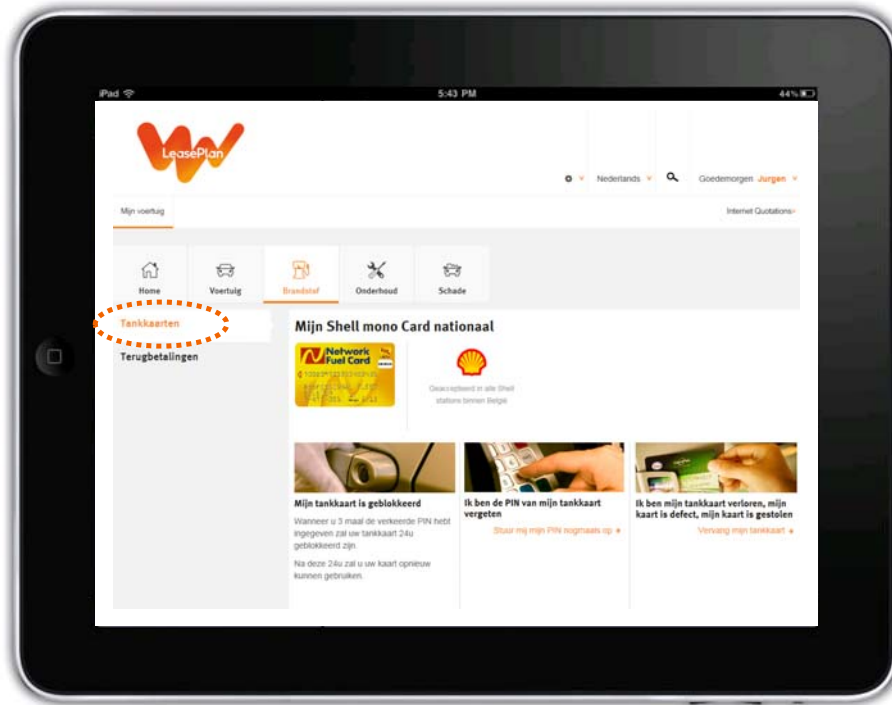 iPad 5:43 PM 44%
LeasePlan
Nederlands Goedemorgen Jurgen
Mijn voertuig Internet Quotations
Home Voertuig Brandstof Onderhoud Schade
Tankkaarten
Terugbetalingen
Mijn Shell mono Card nationaal
Network
Fuel Card
Geaccepteerd in alle Shell
stations binnen België
Mijn tankkaart is geblokkeerd
Wanneer u 3 maal de verkeerde PIN hebt
ingegeven zal uw tankkaart 24u
geblokkeerd zijn.
Na deze 24u zal u uw kaart opnieuw
kunnen gebruiken.
Ik ben de PIN van mijn tankkaart
vergeten
Stuur mij mijn PIN nogmaals op
Ik ben mijn tankkaart verloren, mijn
kaart is defect, mijn kaart is gestolen
Vervang mijn tankkaart